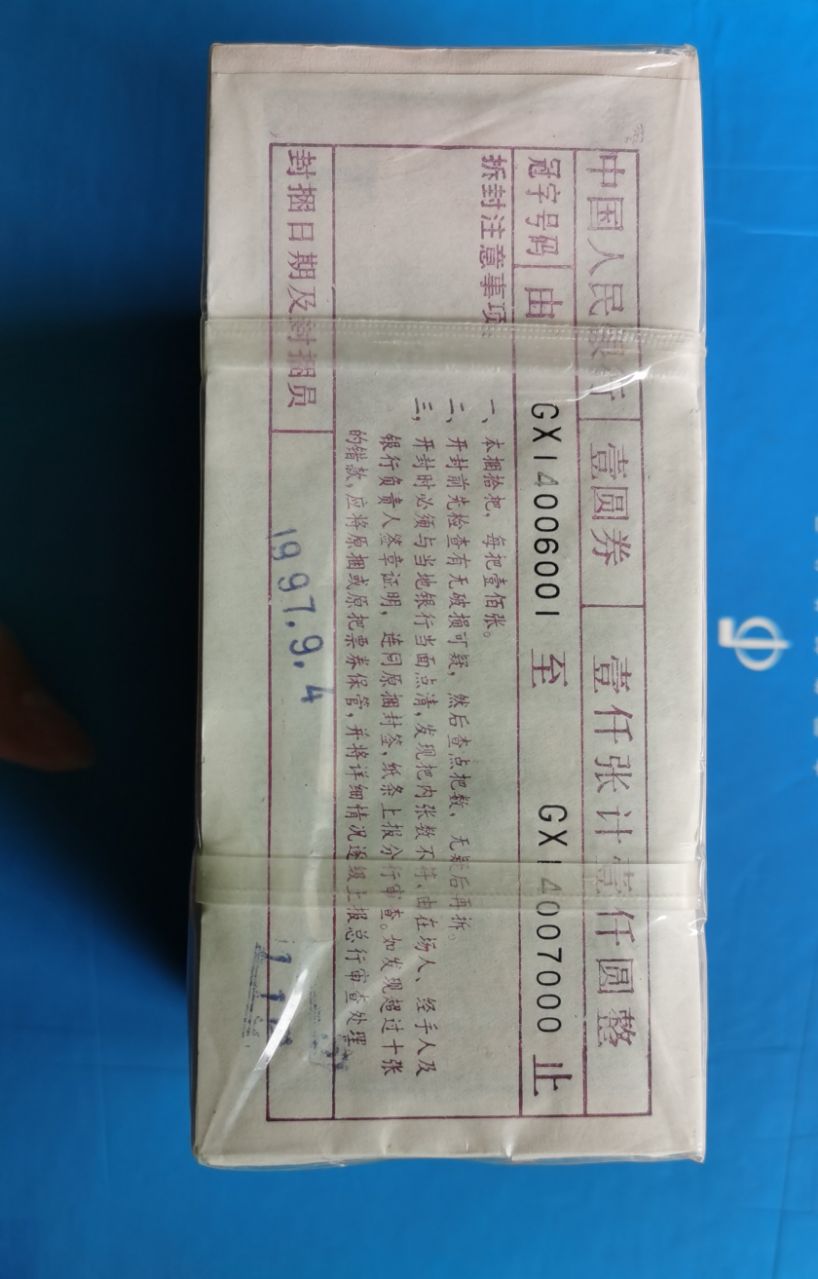 中国人民银行 壹圆券 壹仟张计壹仟圆整
冠字号码 由 GX14006001 至 GX14007000 止
拆封注意事项：
一、本捆拾把，每把壹佰张。
二、开封前先检查有无破损可疑，然后查点把数，无疑后再拆。
三、开封时必须与当地银行当面点清，发现把内张数不符，由在场人、经手人及
银行负责人签章证明，连同原捆封签，纸条上报分行审查。如发现超过十张
的错款，应将原捆或原把票券保管，并将详细情况逐级上报总行审查处理
封捆日期及封捆员 1997.9.4